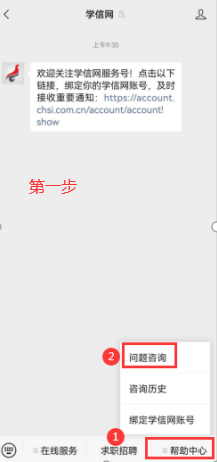 学信网
上午9:30
欢迎关注学信网服务号！点击以下
链接，绑定你的学信网账号，及时
接收重要通知：https://account.
chsi.com.cn/account/account!
show
第一步
2
问题咨询
咨询历史
绑定学信网账号
1
在线服务
求职招聘
帮助中心